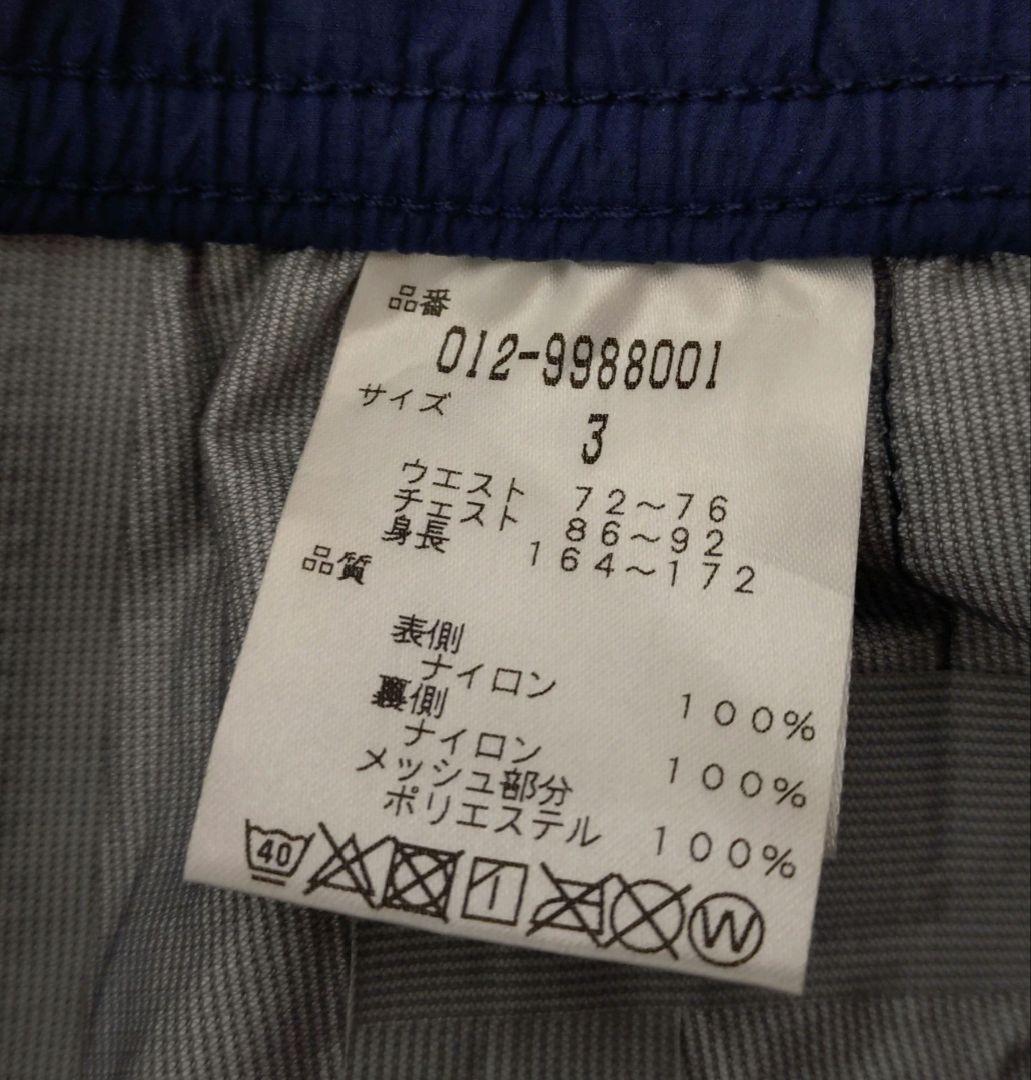 品番
012-9988001
サイズ
3
ウエスト 72～76
チェスト 86～92
身長 164～172
品質
表側
ナイロン 100%
裏側
ナイロン 100%
メッシュ部分
ポリエステル 100%
40
W